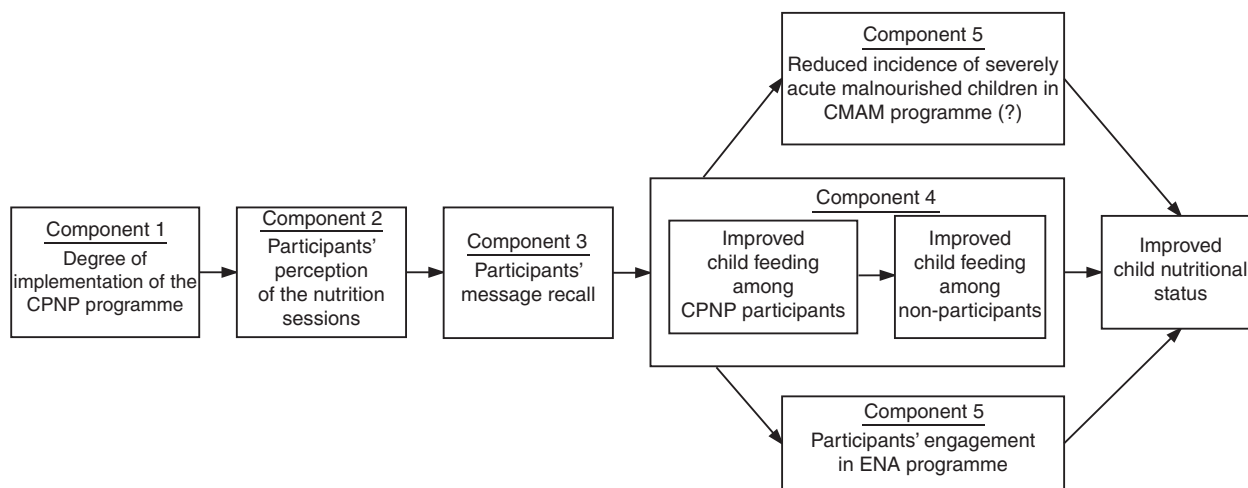 Component 1
Degree of
implementation of the
CPNP programme
Component 2
Participants’
perception
of the nutrition
sessions
Component 3
Participants’
message recall
Component 5
Reduced incidence of severely
acute malnourished children in
CMAM programme (?)
Component 4
Improved
child feeding
among
CPNP participants
Improved
child feeding
among
non-participants
Component 5
Participants’ engagement
in ENA programme
Improved
child nutritional
status